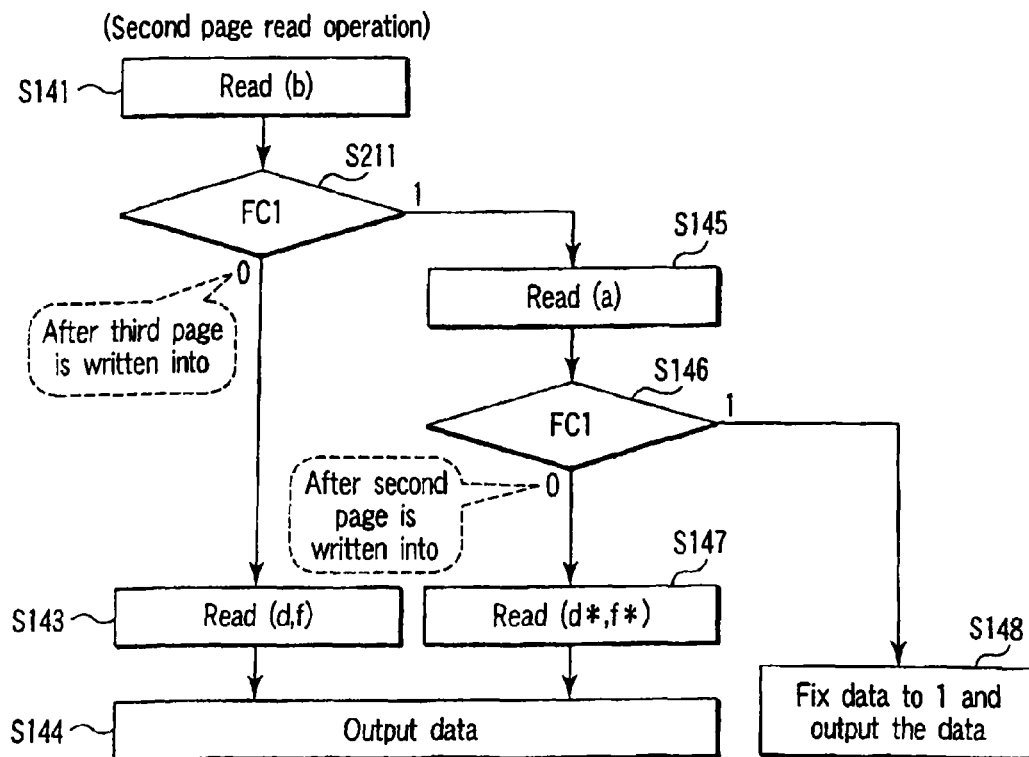 (Second page read operation)
S141
Read (b)
S211
FC1
1
0
After third page
is written into
S145
Read (a)
S146
FC1
1
0
After second
page is
written into
S143
Read (d,f)
S147
Read (d*,f*)
S144
Output data
S148
Fix data to 1 and
output the data